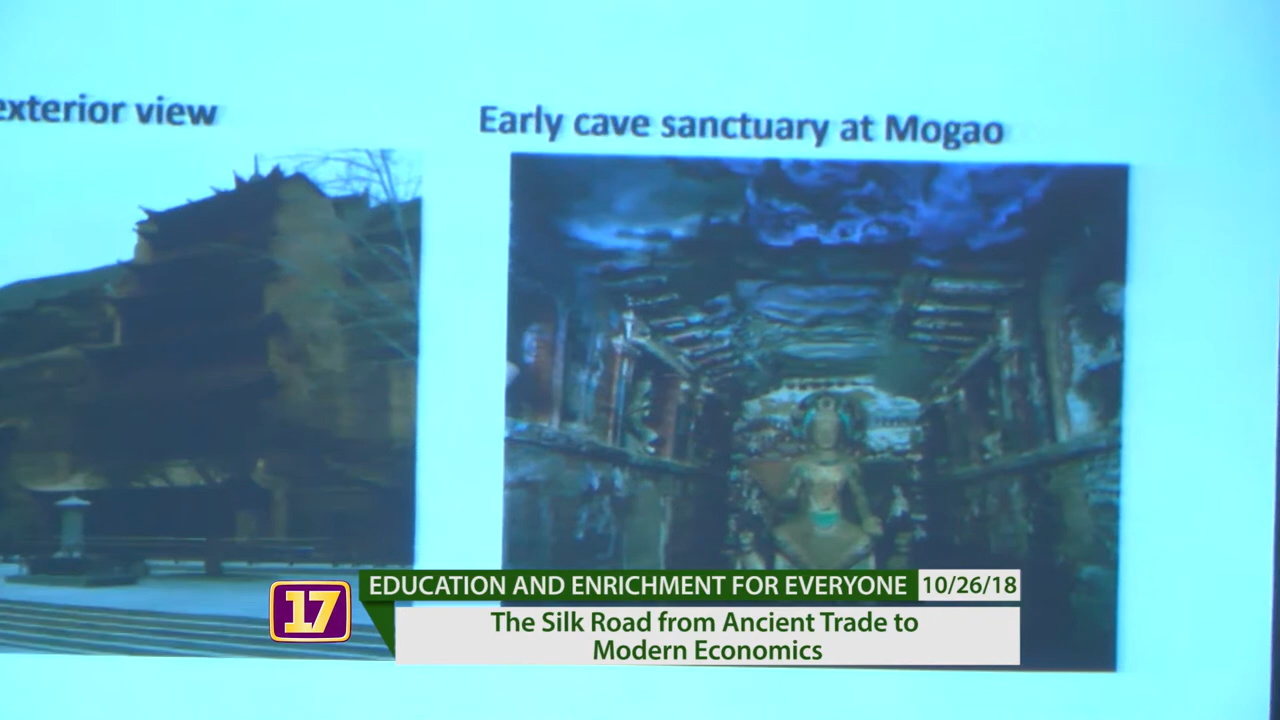 exterior view
Early cave sanctuary at Mogao
17
EDUCATION AND ENRICHMENT FOR EVERYONE
10/26/18
The Silk Road from Ancient Trade to
Modern Economics